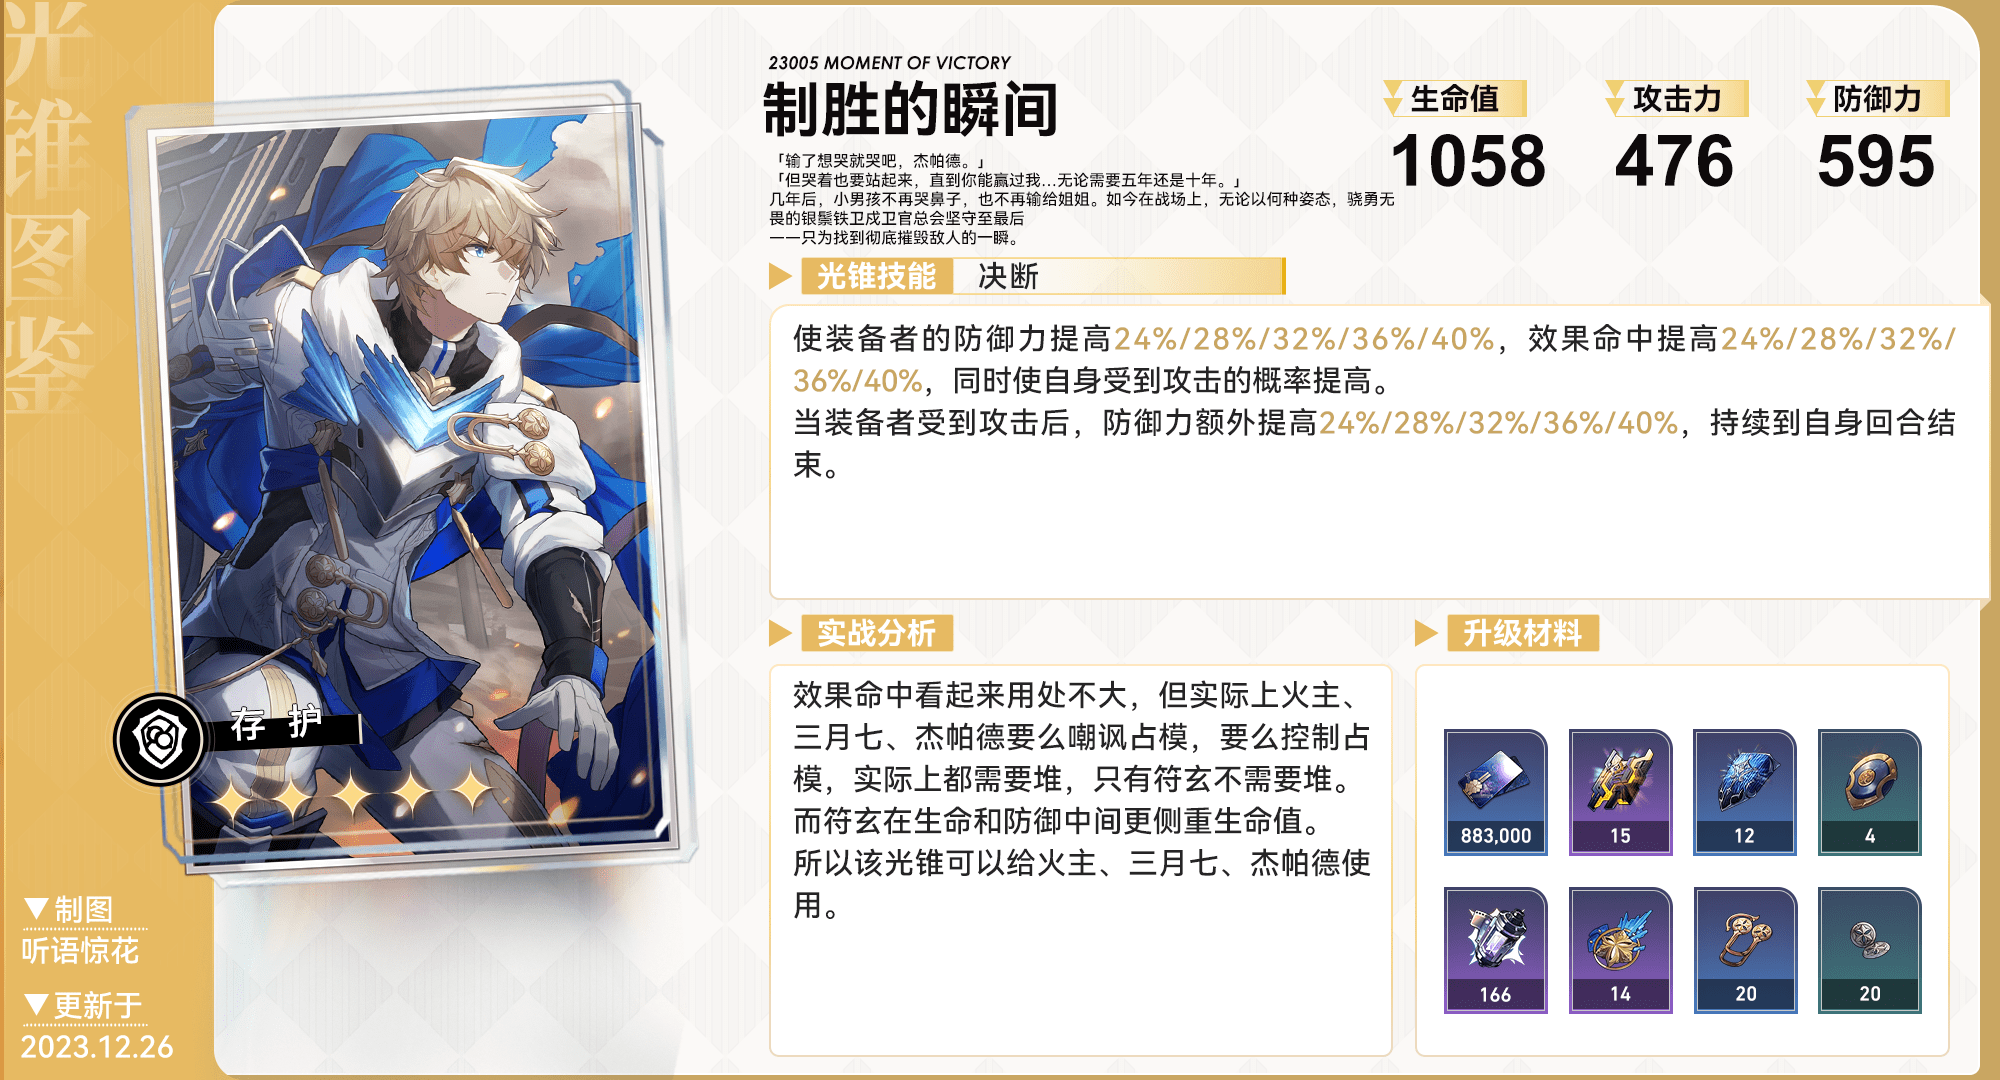 光锥图鉴
23005 MOMENT OF VICTORY
制胜的瞬间
「输了想哭就哭吧，杰帕德。」
「但哭着也要站起来，直到你能赢过我…无论需要五年还是十年。」
几年后，小男孩不再哭鼻子，也不再输给姐姐。如今在战场上，无论以何种姿态，骁勇无
畏的银鬃铁卫戍卫官总会坚守至最后
——只为找到彻底摧毁敌人的一瞬。
生命值
1058
攻击力
476
防御力
595
光锥技能 决断
使装备者的防御力提高24%/28%/32%/36%/40%，效果命中提高24%/28%/32%/
36%/40%，同时使自身受到攻击的概率提高。
当装备者受到攻击后，防御力额外提高24%/28%/32%/36%/40%，持续到自身回合结
束。
存护
实战分析
效果命中看起来用处不大，但实际上火主、
三月七、杰帕德要么嘲讽占模，要么控制占
模，实际上都需要堆，只有符玄不需要堆。
而符玄在生命和防御中间更侧重生命值。
所以该光锥可以给火主、三月七、杰帕德使
用。
升级材料
883,000
15
12
4
166
14
20
20
▼制图
听语惊花
▼更新于
2023.12.26